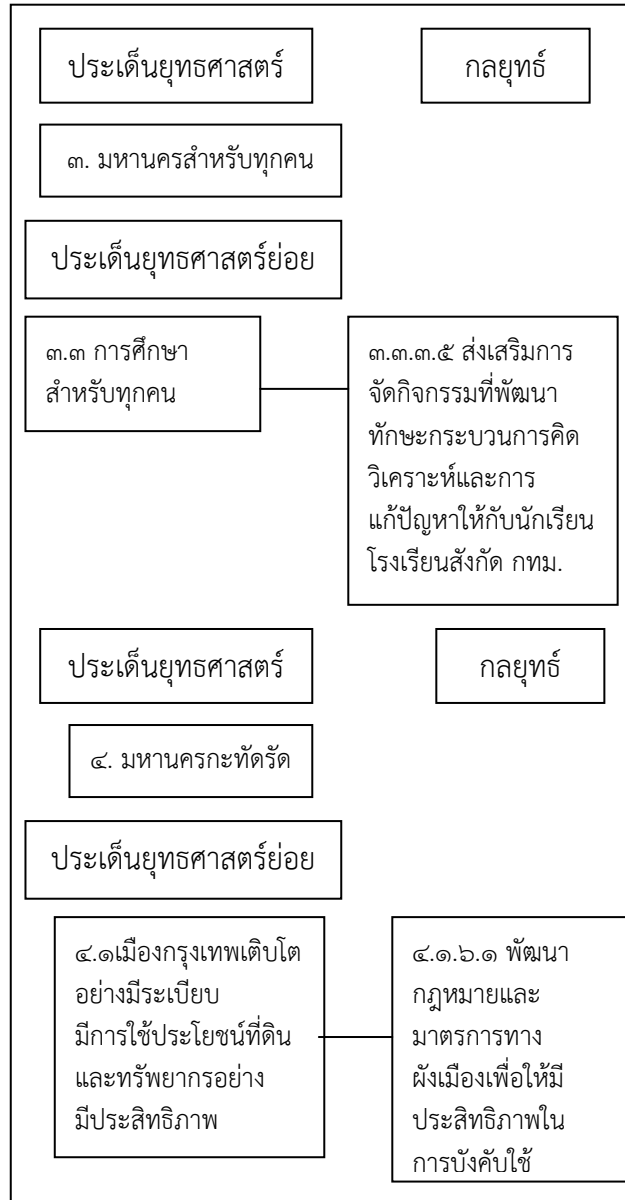 ประเด็นยุทธศาสตร์
กลยุทธ์
๓. มหานครสำหรับทุกคน
ประเด็นยุทธศาสตร์ย่อย
๓.๓ การศึกษา
สำหรับทุกคน
๓.๓.๓.๕ ส่งเสริมการ
จัดกิจกรรมที่พัฒนา
ทักษะกระบวนการคิด
วิเคราะห์และการ
แก้ปัญหาให้กับนักเรียน
โรงเรียนสังกัด กทม.
ประเด็นยุทธศาสตร์
กลยุทธ์
๔. มหานครกะทัดรัด
ประเด็นยุทธศาสตร์ย่อย
๔.๑เมืองกรุงเทพเติบโต
อย่างมีระเบียบ
มีการใช้ประโยชน์ที่ดิน
และทรัพยากรอย่าง
มีประสิทธิภาพ
๔.๑.๖.๑ พัฒนา
กฎหมายและ
มาตรการทาง
ผังเมืองเพื่อให้มี
ประสิทธิภาพใน
การบังคับใช้